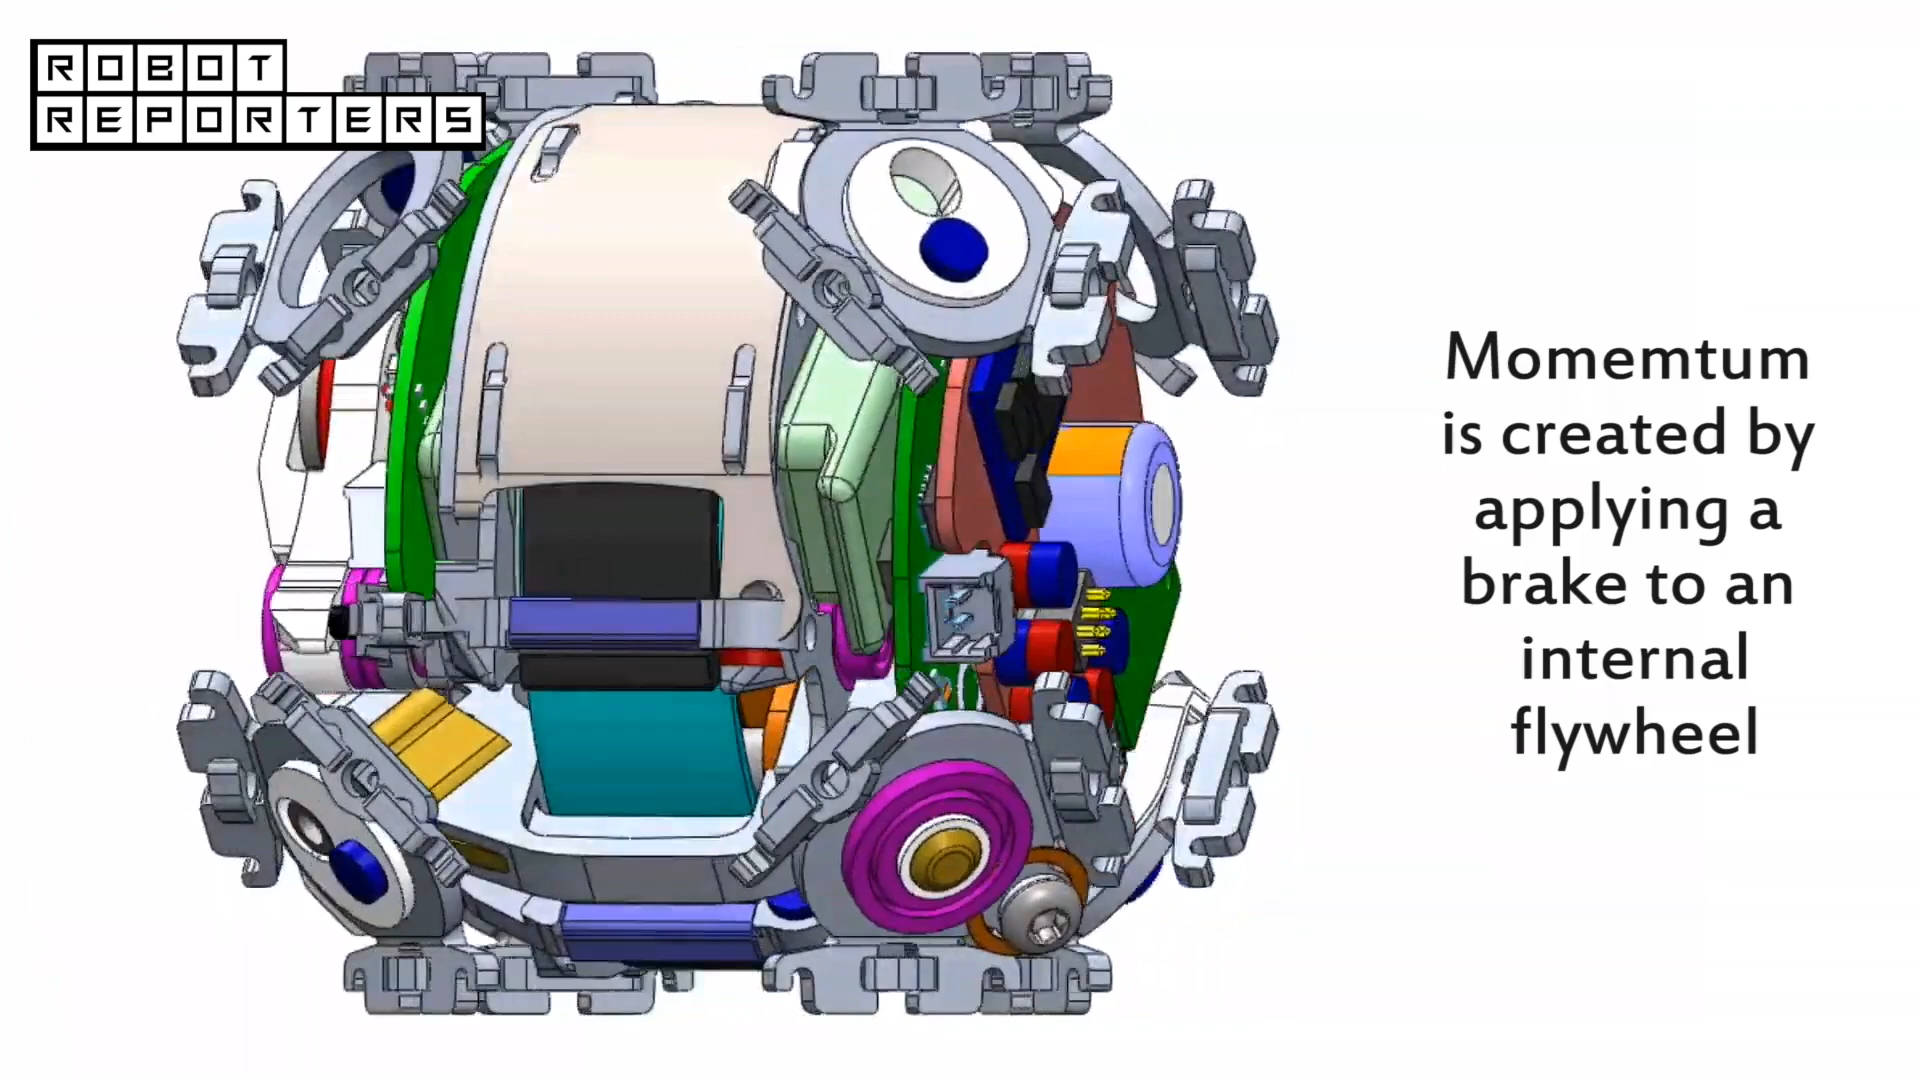 ROBOT
REPORTERS
Momemtum
is created by
applying a
brake to an
internal
flywheel